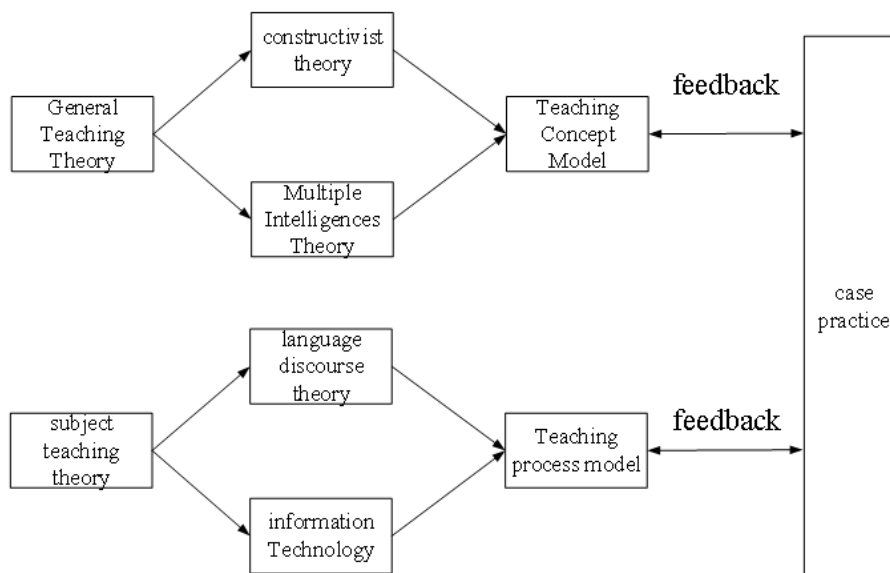 constructivist
theory
General
Teaching
Theory
Multiple
Intelligences
Theory
Teaching
Concept
Model
feedback
case
practice
language
discourse
theory
subject
teaching
theory
information
Technology
Teaching
process model
feedback